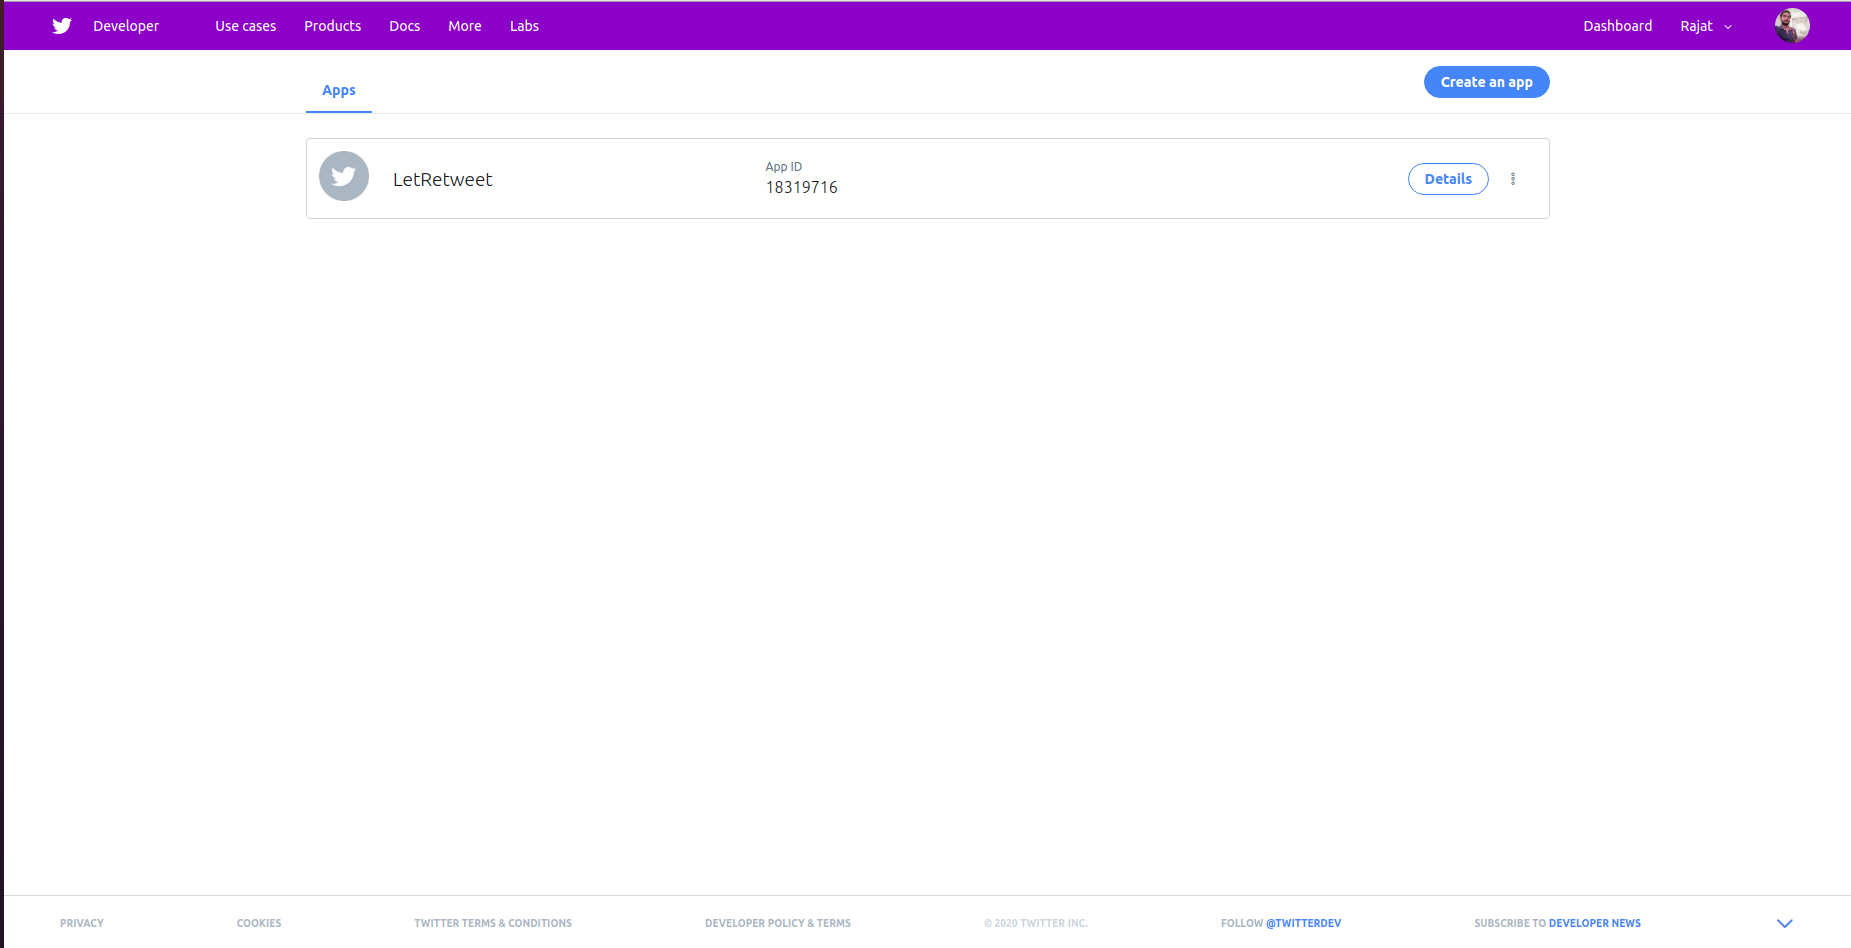 Developer Use cases Products Docs More Labs Dashboard Rajat
Apps Create an app
LetRetweet
App ID
18319716
Details
PRIVACY COOKIES TWITTER TERMS & CONDITIONS DEVELOPER POLICY & TERMS © 2020 TWITTER INC. FOLLOW @TWITTERDEV SUBSCRIBE TO DEVELOPER NEWS